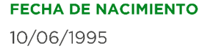 FECHA DE NACIMIENTO
10/06/1995